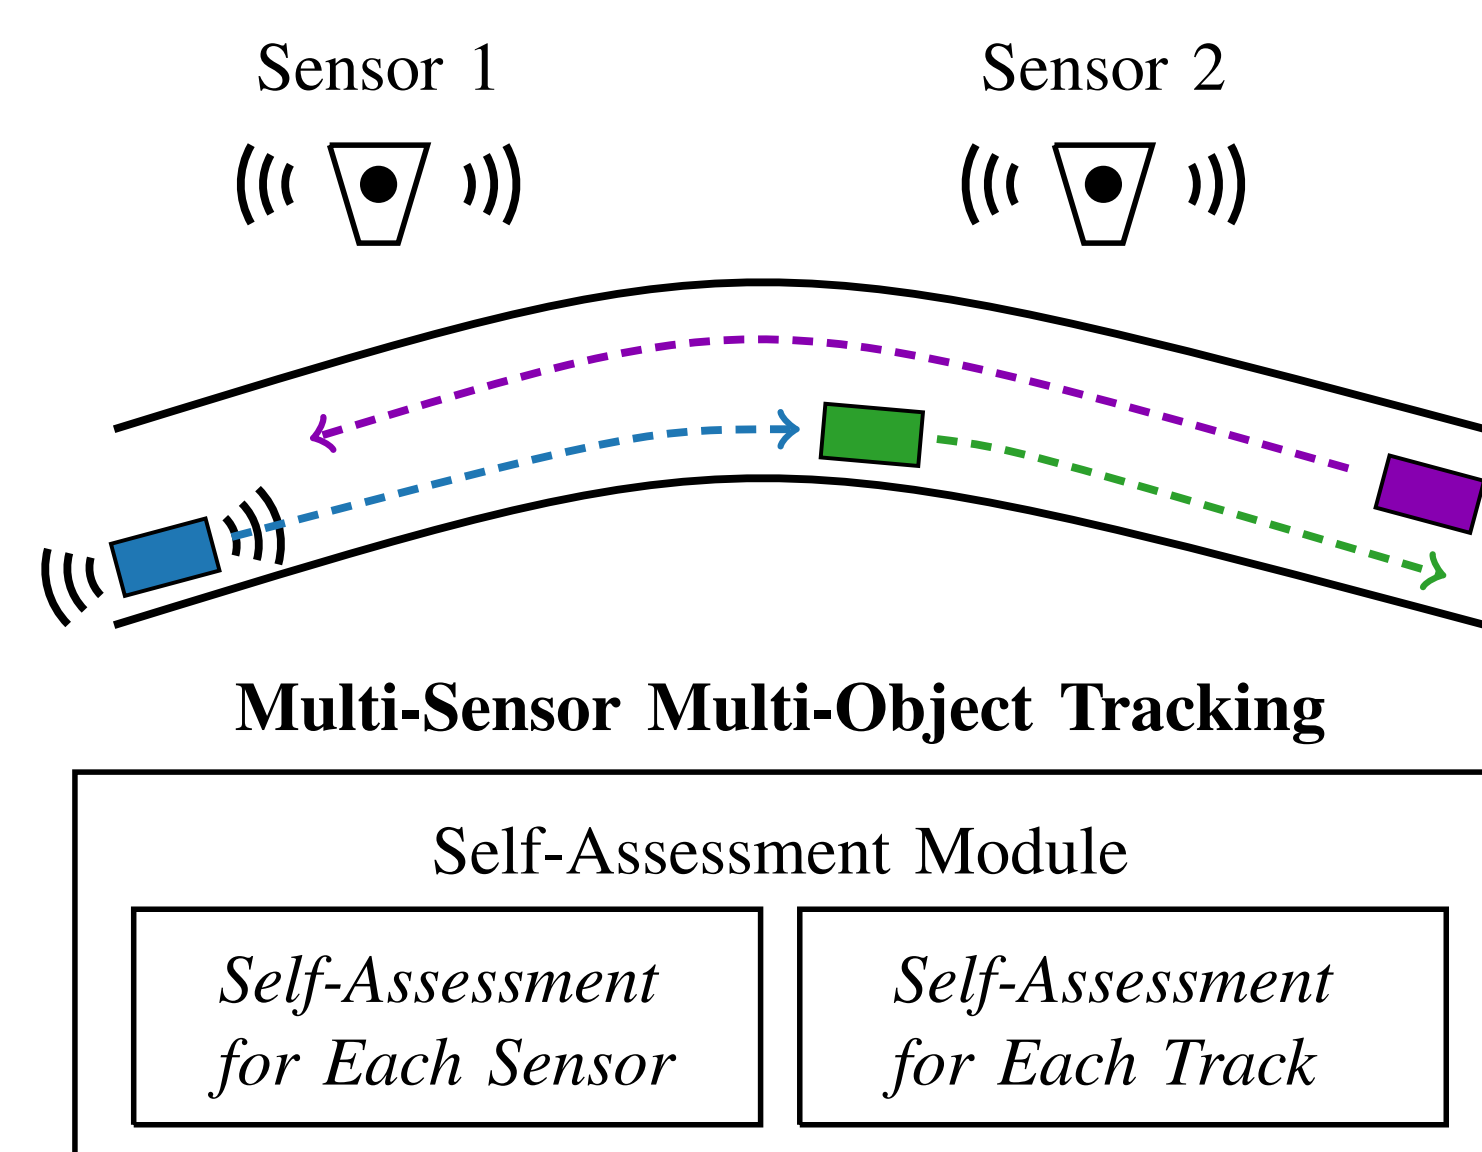 Sensor 1
Sensor 2
Multi-Sensor Multi-Object Tracking
Self-Assessment Module
Self-Assessment
for Each Sensor
Self-Assessment
for Each Track